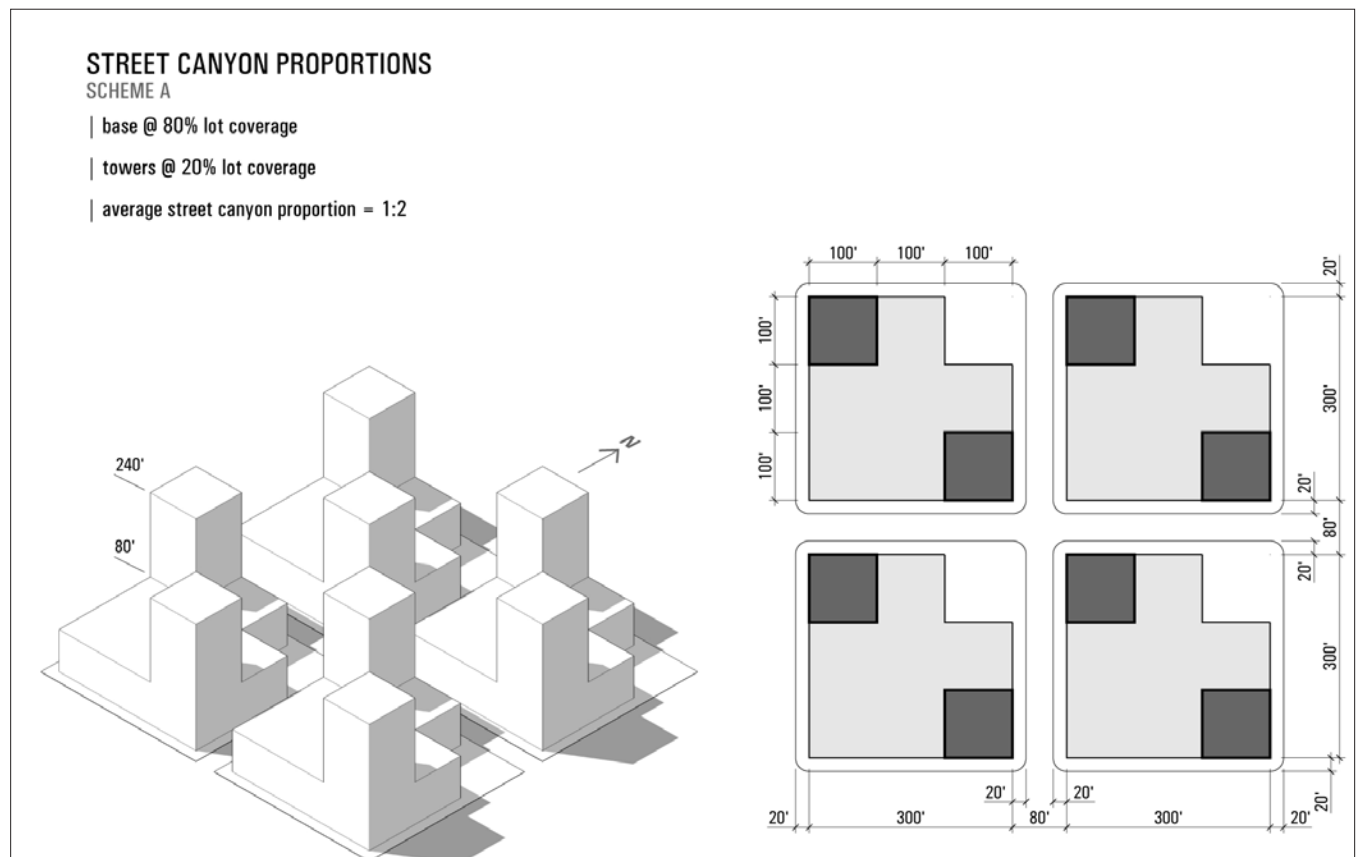 STREET CANYON PROPORTIONS
SCHEME A
| base @ 80% lot coverage
| towers @ 20% lot coverage
| average street canyon proportion = 1:2
240'
80'
N
100' 100' 100'
20'
100'
100'
100'
300'
20'
80'
20'
300'
20' 20'
20'
20' 300' 80' 300' 20'